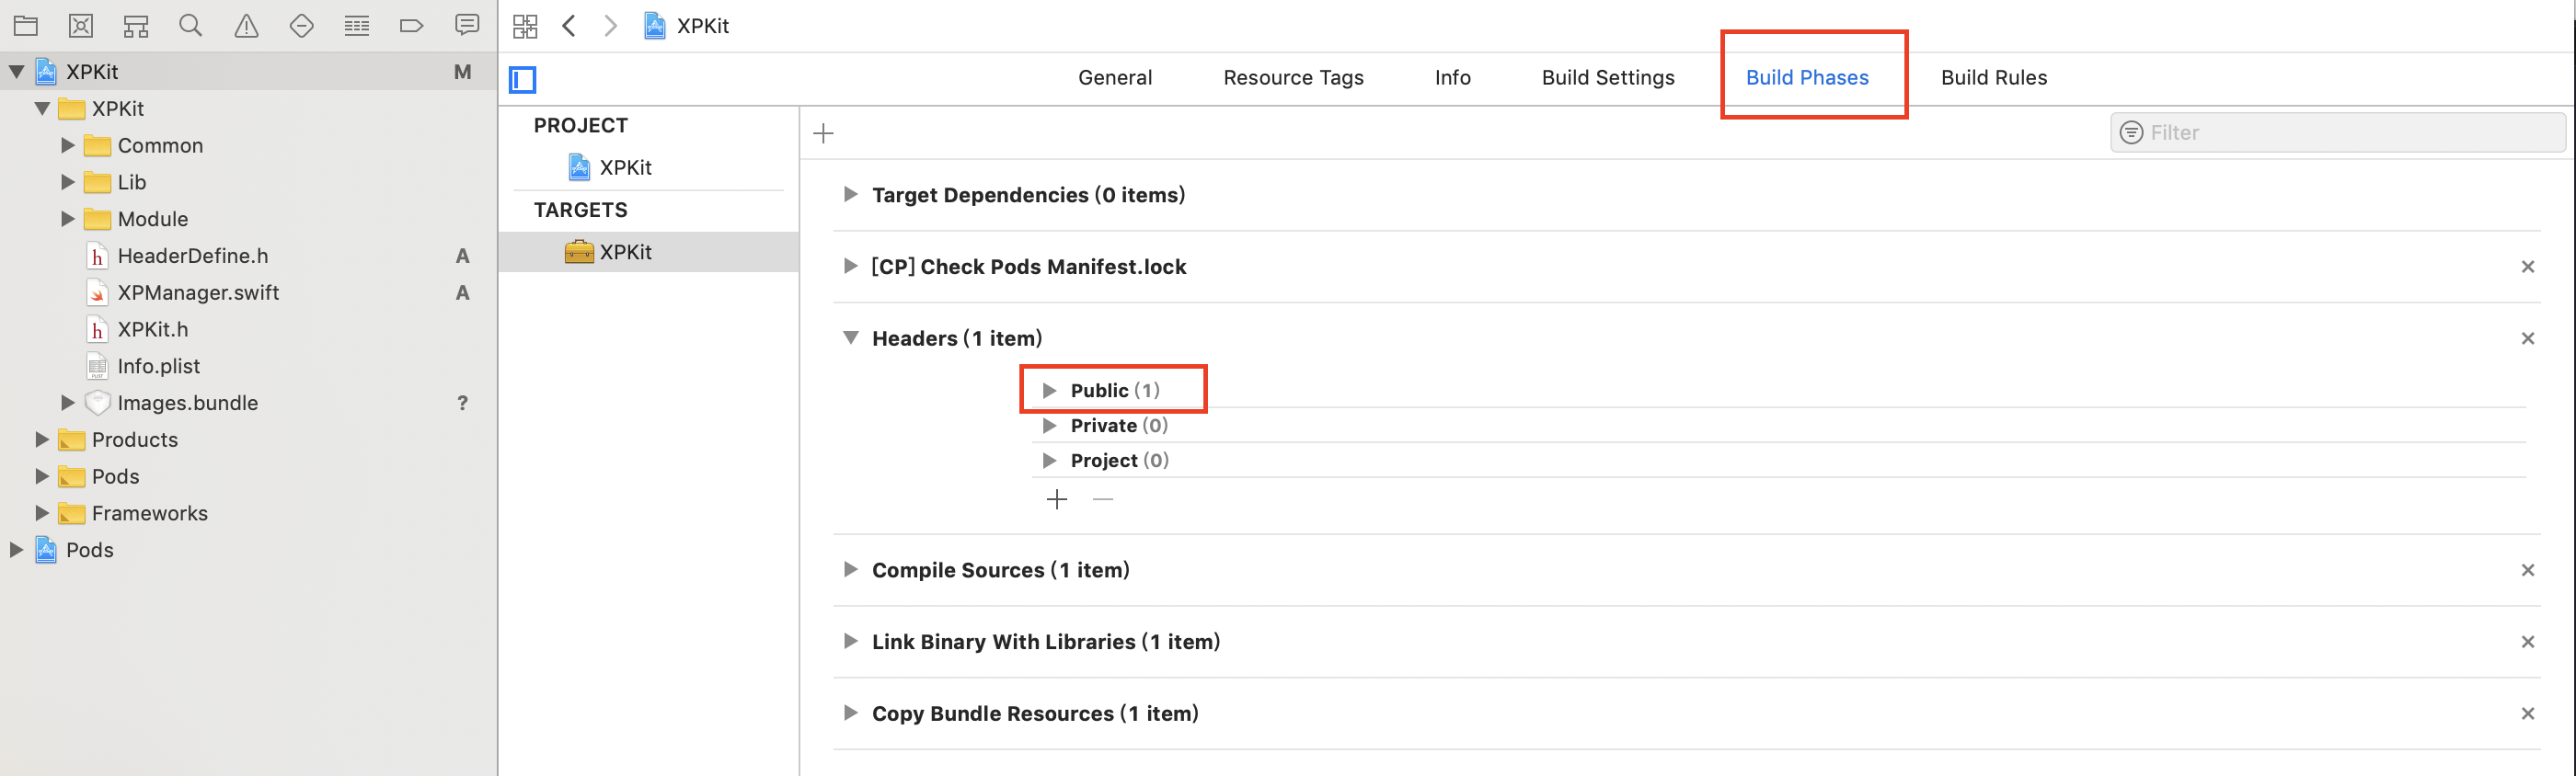 XPKit
General Resource Tags Info Build Settings Build Phases Build Rules
XPKit M
XPKit
Common
Lib
Module
HeaderDefine.h A
XPManager.swift A
XPKit.h
Info.plist
Images.bundle ?
Products
Pods
Frameworks
Pods
PROJECT
XPKit
TARGETS
XPKit
Filter
Target Dependencies (0 items)
[CP] Check Pods Manifest.lock
Headers (1 item)
Public (1)
Private (0)
Project (0)
Compile Sources (1 item)
Link Binary With Libraries (1 item)
Copy Bundle Resources (1 item)